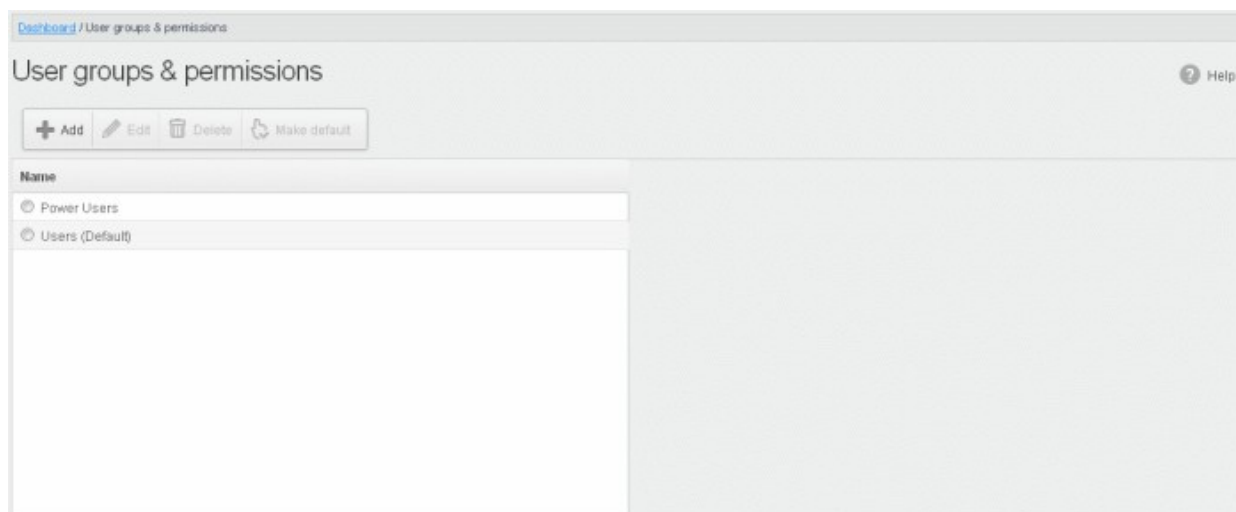 Dashboard / User groups & permissions
User groups & permissions
Help
Add Edit Delete Make default
Name
Power Users
Users (Default)